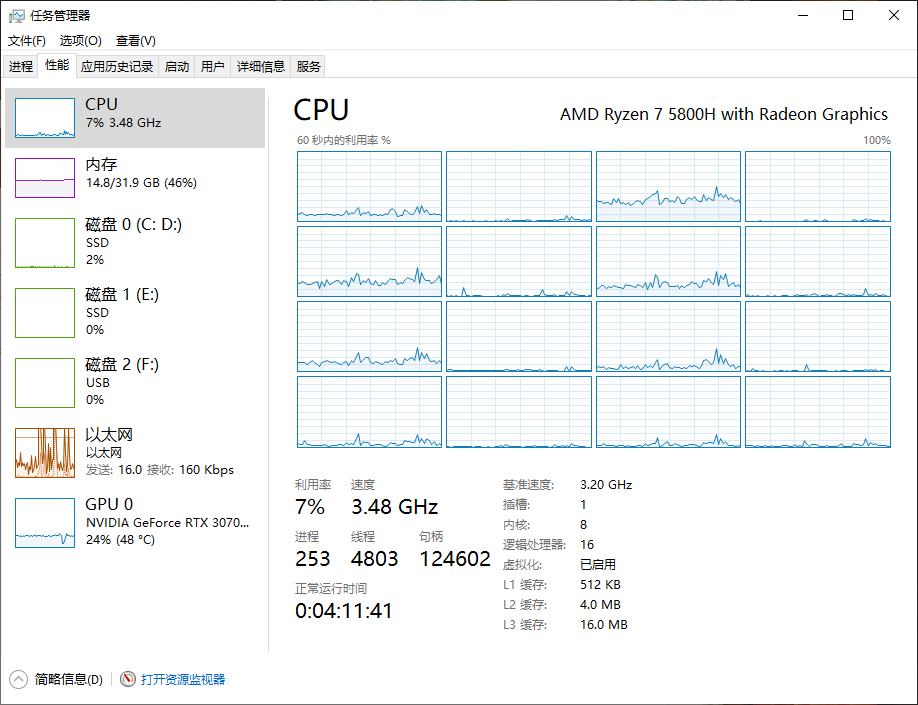 任务管理器
文件(F) 选项(O) 查看(V)
进程 性能 应用历史记录 启动 用户 详细信息 服务
CPU
7% 3.48 GHz
内存
14.8/31.9 GB (46%)
磁盘 0 (C: D:)
SSD
2%
磁盘 1 (E:)
SSD
0%
磁盘 2 (F:)
USB
0%
以太网
以太网
发送: 16.0 接收: 160 Kbps
GPU 0
NVIDIA GeForce RTX 3070...
24% (48 °C)
CPU
AMD Ryzen 7 5800H with Radeon Graphics
60 秒内的利用率 %
100%
利用率 速度
7% 3.48 GHz
进程 线程 句柄
253 4803 124602
正常运行时间
0:04:11:41
基准速度: 3.20 GHz
插槽: 1
内核: 8
逻辑处理器: 16
虚拟化: 已启用
L1 缓存: 512 KB
L2 缓存: 4.0 MB
L3 缓存: 16.0 MB
简略信息(D)
打开资源监视器